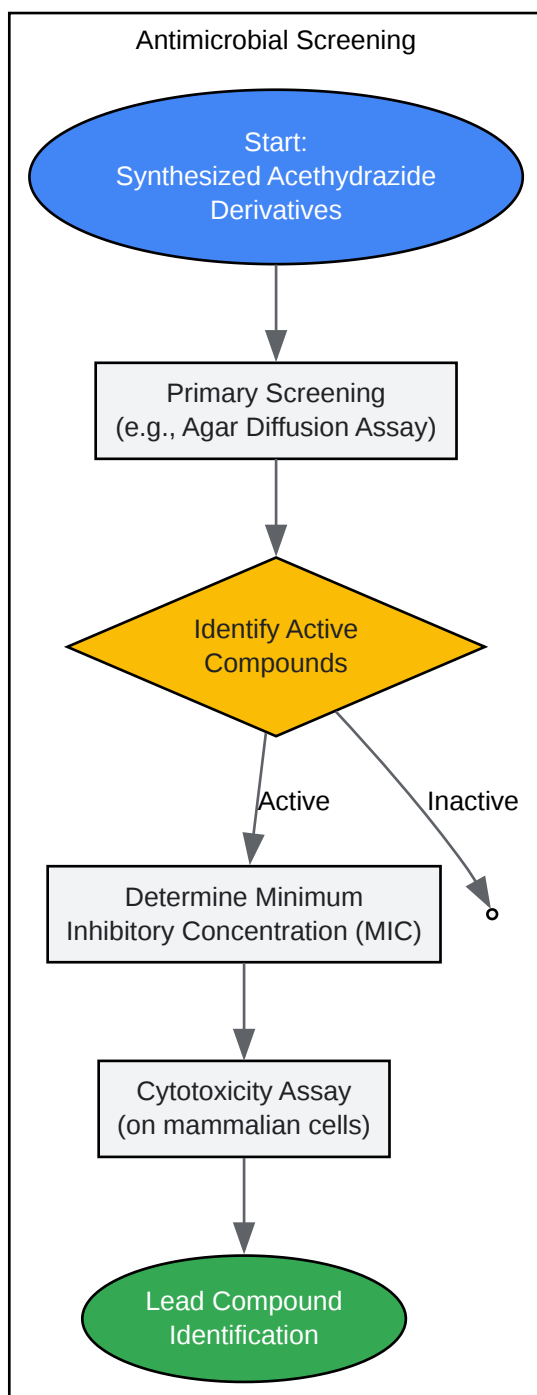 Antimicrobial Screening
Start:
Synthesized Acethydrazide
Derivatives
Primary Screening
(e.g., Agar Diffusion Assay)
Identify Active
Compounds
Active
Inactive
Determine Minimum
Inhibitory Concentration (MIC)
Cytotoxicity Assay
(on mammalian cells)
Lead Compound
Identification